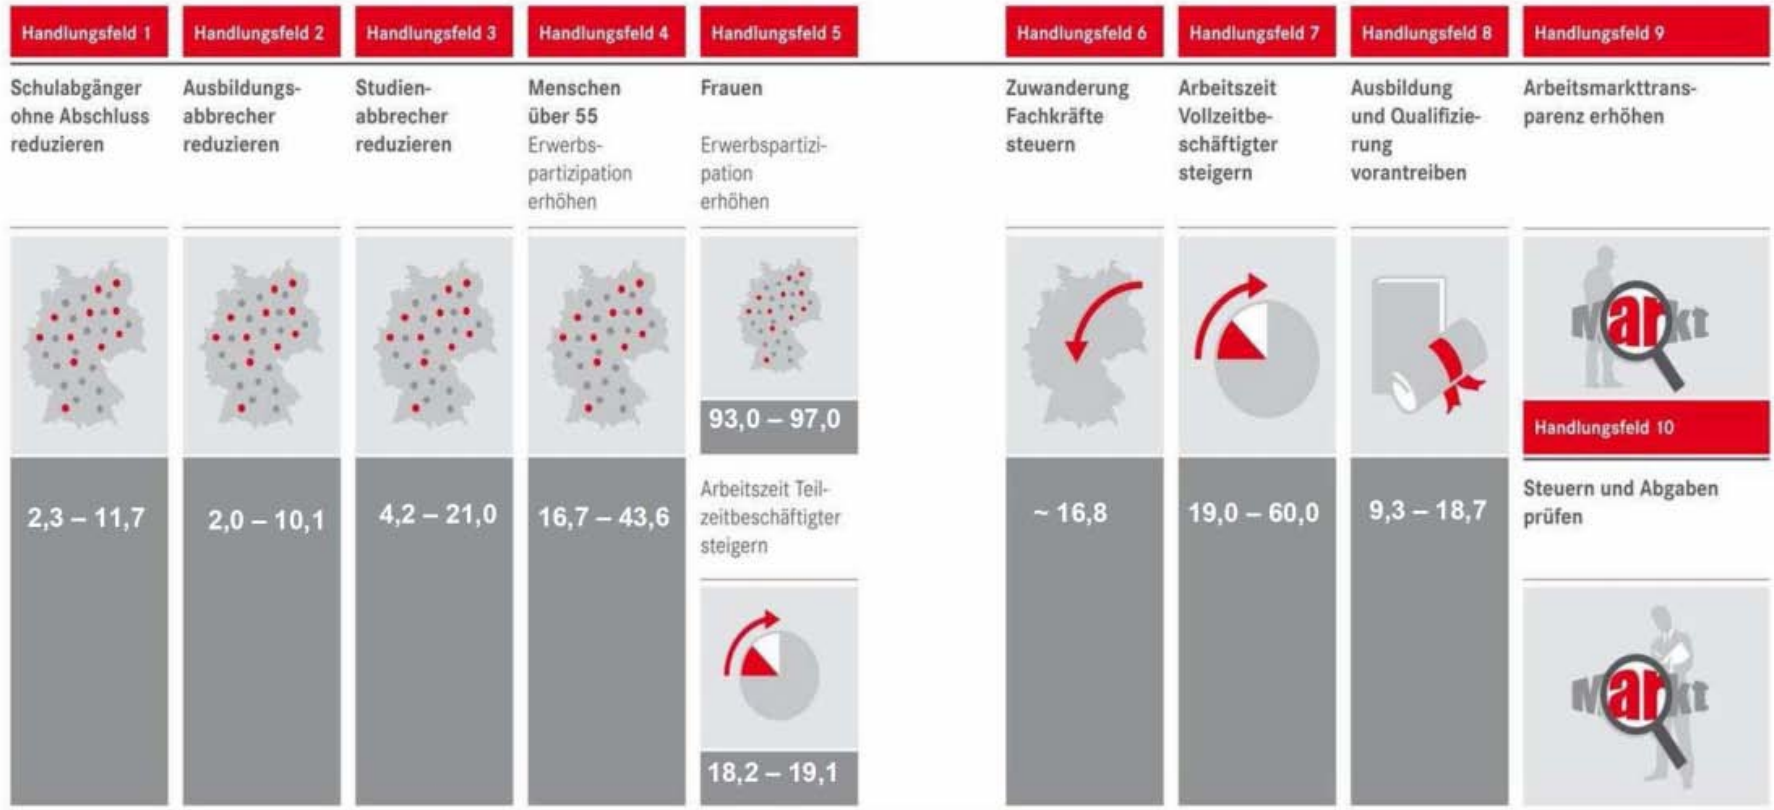 Handlungsfeld 1
Schulabgänger
ohne Abschluss
reduzieren
2,3 – 11,7
Handlungsfeld 2
Ausbildungs-
abbrecher
reduzieren
2,0 – 10,1
Handlungsfeld 3
Studien-
abbrecher
reduzieren
4,2 – 21,0
Handlungsfeld 4
Menschen
über 55
Erwerbs-
partizipation
erhöhen
16,7 – 43,6
Handlungsfeld 5
Frauen
Erwerbspartizi-
pation
erhöhen
93,0 – 97,0
Arbeitszeit Teil-
zeitbeschäftigter
steigern
18,2 – 19,1
Handlungsfeld 6
Zuwanderung
Fachkräfte
steuern
~ 16,8
Handlungsfeld 7
Arbeitszeit
Vollzeitbe-
schäftigter
steigern
19,0 – 60,0
Handlungsfeld 8
Ausbildung
und Qualifizie-
rung
vorantreiben
9,3 – 18,7
Handlungsfeld 9
Arbeitsmarkttrans-
parenz erhöhen
Markt
Handlungsfeld 10
Steuern und Abgaben
prüfen
Markt